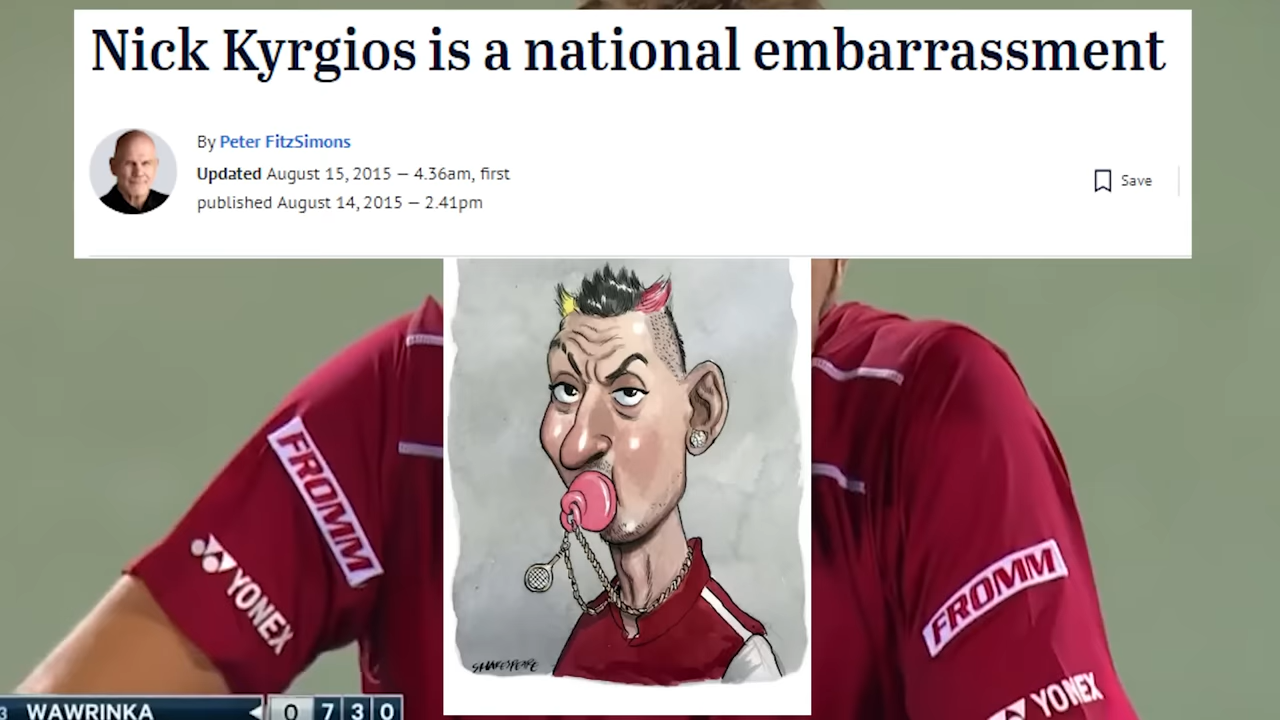 Nick Kyrgios is a national embarrassment
By Peter FitzSimons
Updated August 15, 2015 — 4.36am, first
published August 14, 2015 — 2.41pm
Save
FROMM
YONEX
FROMM
YONEX
SHAKESPEARE
3 WAWRINKA 0 7 3 0